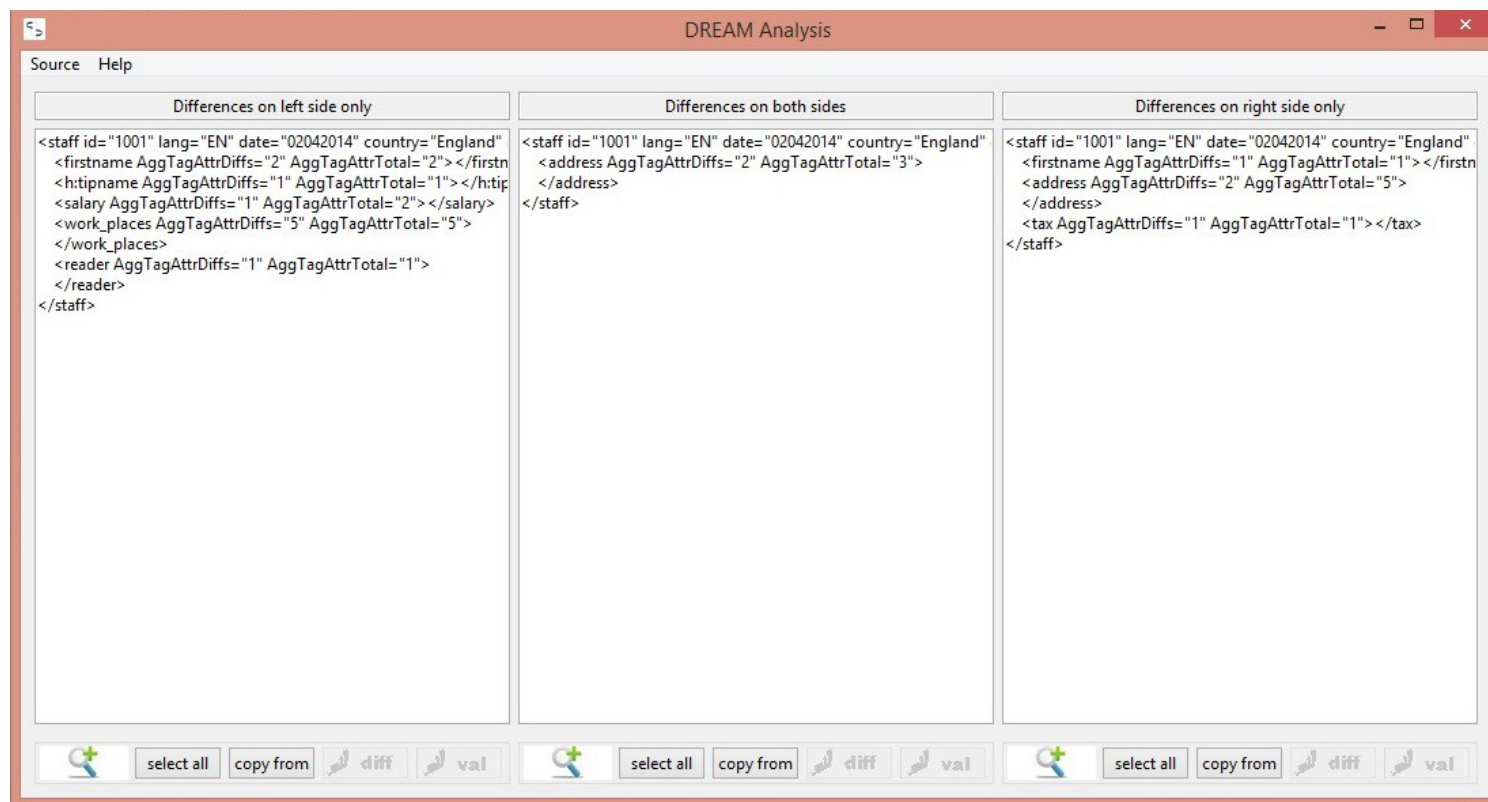 DREAM Analysis
Source Help
Differences on left side only
<staff id="1001" lang="EN" date="02042014" country="England"
<firstname AggTagAttrDiffs="2" AggTagAttrTotal="2"></firstn
<h:tipname AggTagAttrDiffs="1" AggTagAttrTotal="1"></h:tip
<salary AggTagAttrDiffs="1" AggTagAttrTotal="2"></salary>
<work_places AggTagAttrDiffs="5" AggTagAttrTotal="5">
</work_places>
<reader AggTagAttrDiffs="1" AggTagAttrTotal="1">
</reader>
</staff>
select all copy from diff val
Differences on both sides
<staff id="1001" lang="EN" date="02042014" country="England"
<address AggTagAttrDiffs="2" AggTagAttrTotal="3">
</address>
</staff>
select all copy from diff val
Differences on right side only
<staff id="1001" lang="EN" date="02042014" country="England"
<firstname AggTagAttrDiffs="1" AggTagAttrTotal="1"></firstn
<address AggTagAttrDiffs="2" AggTagAttrTotal="5">
</address>
<tax AggTagAttrDiffs="1" AggTagAttrTotal="1"></tax>
</staff>
select all copy from diff val